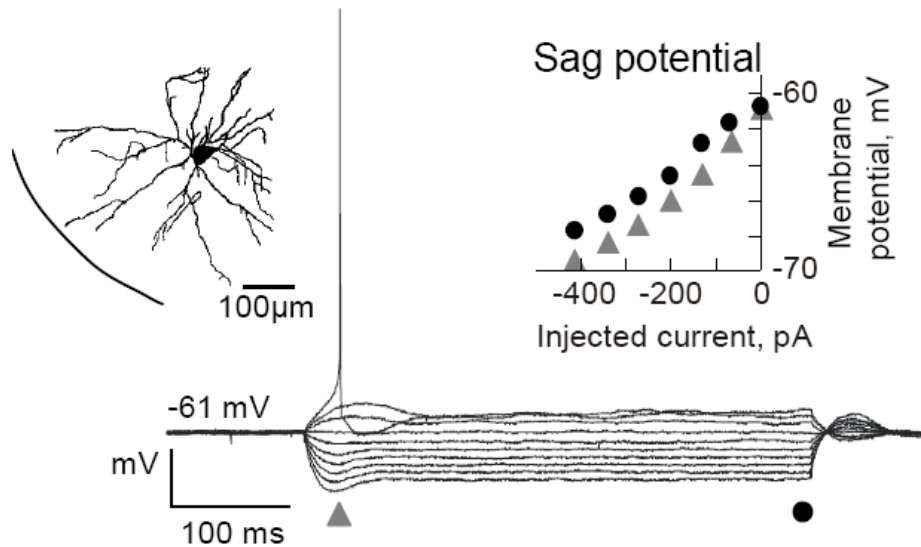 Sag potential
-60
Membrane
potential, mV
-70
-400
-200
0
Injected current, pA
100µm
-61 mV
mV
100 ms